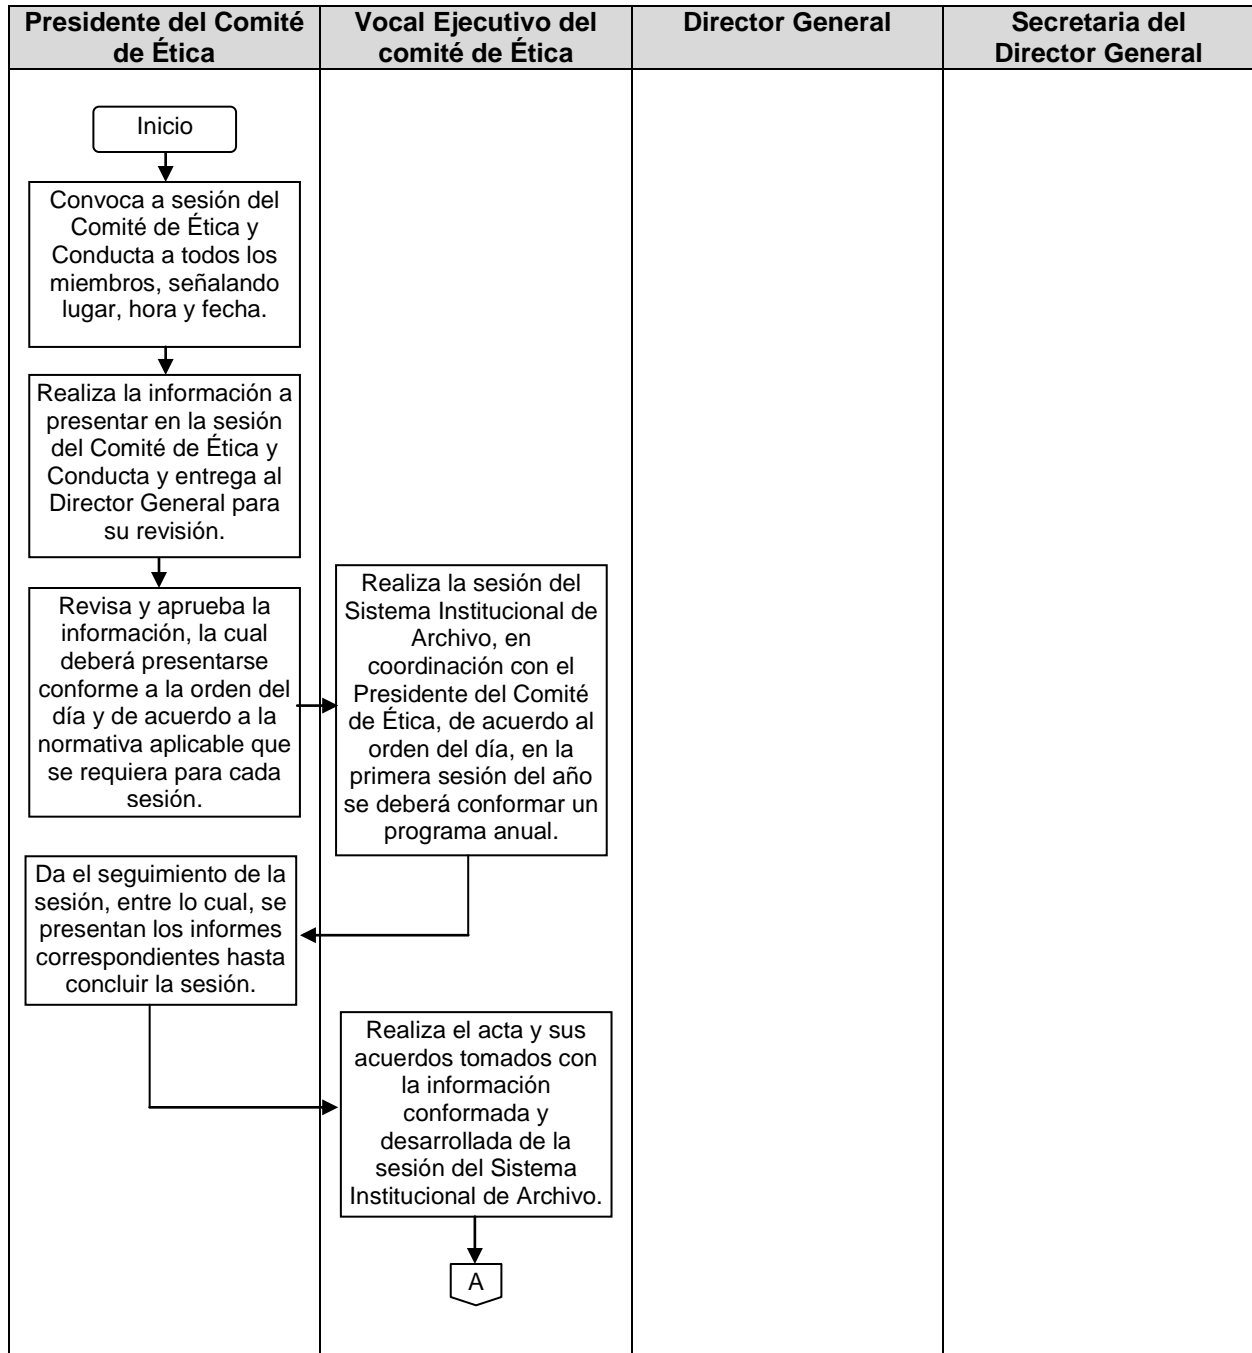 Presidente del Comité
de Ética
Vocal Ejecutivo del
comité de Ética
Director General
Secretaria del
Director General
Inicio
Convoca a sesión del
Comité de Ética y
Conducta a todos los
miembros, señalando
lugar, hora y fecha.
Realiza la información a
presentar en la sesión
del Comité de Ética y
Conducta y entrega al
Director General para
su revisión.
Revisa y aprueba la
información, la cual
deberá presentarse
conforme a la orden del
día y de acuerdo a la
normativa aplicable que
se requiera para cada
sesión.
Realiza la sesión del
Sistema Institucional de
Archivo, en
coordinación con el
Presidente del Comité
de Ética, de acuerdo al
orden del día, en la
primera sesión del año
se deberá conformar un
programa anual.
Da el seguimiento de la
sesión, entre lo cual, se
presentan los informes
correspondientes hasta
concluir la sesión.
Realiza el acta y sus
acuerdos tomados con
la información
conformada y
desarrollada de la
sesión del Sistema
Institucional de Archivo.
A